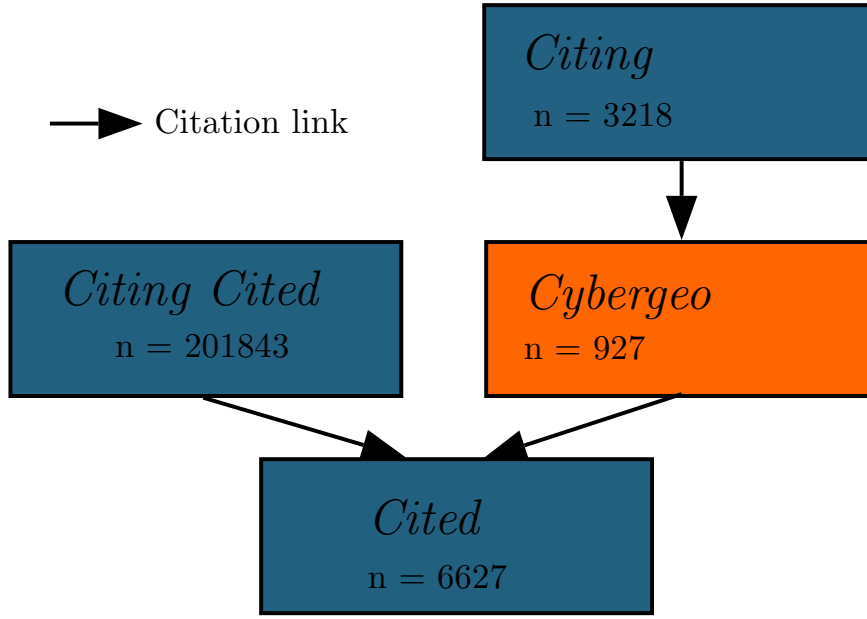 Citing
n = 3218
Citation link
Citing Cited
n = 201843
Cybergeo
n = 927
Cited
n = 6627